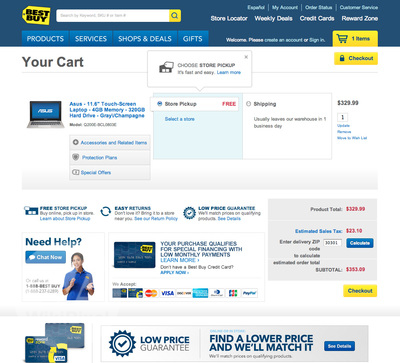 BEST BUY
Search by Keyword, SKU # or Item #
Español | My Account | Order Status | Customer Service
Store Locator Weekly Deals Credit Cards Reward Zone
PRODUCTS SERVICES SHOPS & DEALS GIFTS
Welcome. Please create an account or Sign in.
1 Items
Your Cart
CHOOSE STORE PICKUP
It's fast and easy. Learn more
Checkout
ASUS
Asus - 11.6" Touch-Screen
Laptop - 4GB Memory - 320GB
Hard Drive - Gray/Champagne
Accessories and Related Items
Protection Plans
Special Offers
Store Pickup FREE
Select a store
Shipping
Usually leaves our warehouse in 1
business day
$329.99
1
Update
Remove
Move to Wish List
FREE STORE PICKUP
Buy online, pick up in store.
Learn about Store Pickup
EASY RETURNS
Don't love it? Bring it to a store
near you. See our Return Policy
LOW PRICE GUARANTEE
We'll match prices on qualifying
products. See Details.
Product Total: $329.99
Estimated Sales Tax: $23.10
Enter delivery ZIP
code
to calculate
estimated order total
30301
Calculate
SUBTOTAL: $353.09
Checkout
Need Help?
Chat Now
Or call us at
1-888-BEST BUY
YOUR PURCHASE QUALIFIES
FOR SPECIAL FINANCING WITH
LOW MONTHLY PAYMENTS
LEARN MORE ›
Don't have a Best Buy Credit Card?
APPLY NOW ›
We Accept:
VISA
LOW PRICE
GUARANTEE
FIND A LOWER PRICE
AND WE'LL MATCH IT
We'll match prices on qualifying products.
See Details